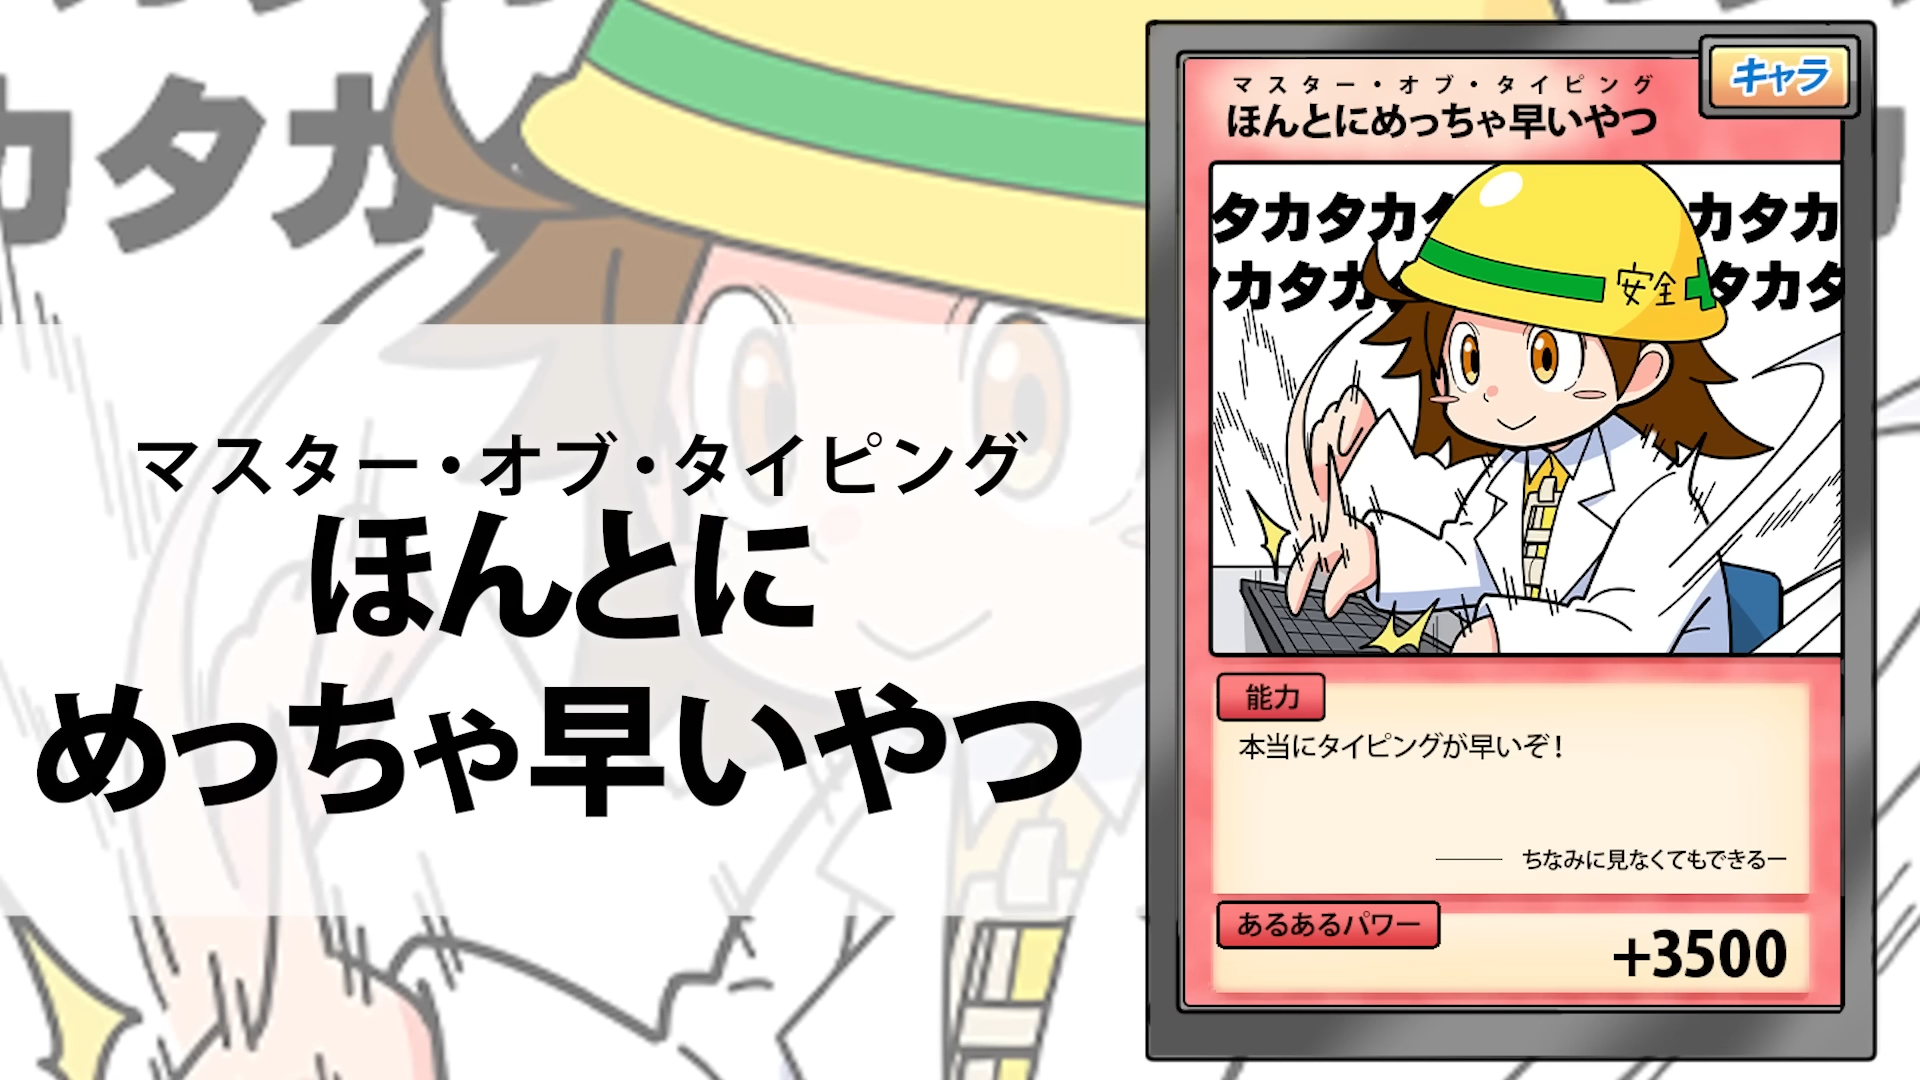 カタカタ
マスター・オブ・タイピング
ほんとに
めっちゃ早いやつ
キャラ
マスター・オブ・タイピング
ほんとにめっちゃ早いやつ
タカタカタ
カタカ
カタカ
タカタ
安全
能力
本当にタイピングが早いぞ！
―― ちなみに見なくてもできるー
あるあるパワー
+3500